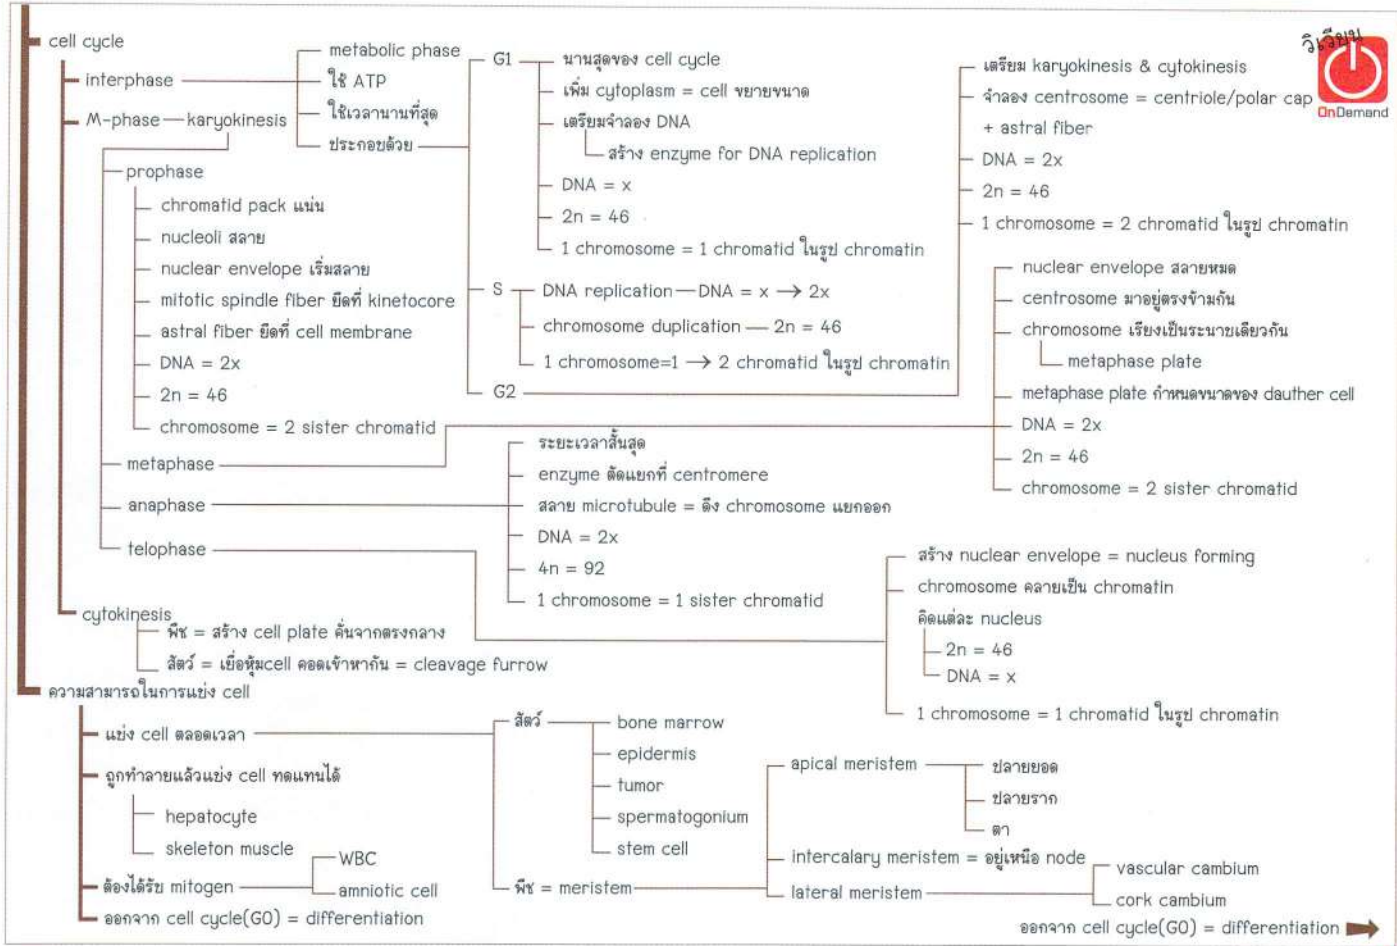 cell cycle
interphase
metabolic phase
ใช้ ATP
ใช้เวลานานที่สุด
ประกอบด้วย
G1
นานสุดของ cell cycle
เพิ่ม cytoplasm = cell ขยายขนาด
เตรียมจำลอง DNA
สร้าง enzyme for DNA replication
DNA = x
2n = 46
1 chromosome = 1 chromatid ในรูป chromatin
S
DNA replication — DNA = x → 2x
chromosome duplication — 2n = 46
1 chromosome=1 → 2 chromatid ในรูป chromatin
G2
เตรียม karyokinesis & cytokinesis
จำลอง centrosome = centriole/polar cap
+ astral fiber
DNA = 2x
2n = 46
1 chromosome = 2 chromatid ในรูป chromatin
วิเวียน
OnDemand
M-phase — karyokinesis
prophase
chromatid pack แน่น
nucleoli สลาย
nuclear envelope เริ่มสลาย
mitotic spindle fiber ยึดที่ kinetocore
astral fiber ยึดที่ cell membrane
DNA = 2x
2n = 46
chromosome = 2 sister chromatid
metaphase
nuclear envelope สลายหมด
centrosome มาอยู่ตรงข้ามกัน
chromosome เรียงเป็นระนาบเดียวกัน
metaphase plate
metaphase plate กำหนดขนาดของ dauther cell
DNA = 2x
2n = 46
chromosome = 2 sister chromatid
anaphase
ระยะเวลาสั้นสุด
enzyme ตัดแยกที่ centromere
สลาย microtubule = ดึง chromosome แยกออก
DNA = 2x
4n = 92
1 chromosome = 1 sister chromatid
telophase
สร้าง nuclear envelope = nucleus forming
chromosome คลายเป็น chromatin
คิดแต่ละ nucleus
2n = 46
DNA = x
1 chromosome = 1 chromatid ในรูป chromatin
cytokinesis
พืช = สร้าง cell plate คั่นจากตรงกลาง
สัตว์ = เยื่อหุ้มcell คอดเข้าหากัน = cleavage furrow
ความสามารถในการแบ่ง cell
แบ่ง cell ตลอดเวลา
สัตว์
bone marrow
epidermis
tumor
spermatogonium
stem cell
พืช = meristem
apical meristem
ปลายยอด
ปลายราก
ตา
intercalary meristem = อยู่เหนือ node
lateral meristem
vascular cambium
cork cambium
ถูกทำลายแล้วแบ่ง cell ทดแทนได้
hepatocyte
skeleton muscle
ต้องได้รับ mitogen
WBC
amniotic cell
ออกจาก cell cycle(G0) = differentiation
ออกจาก cell cycle(G0) = differentiation